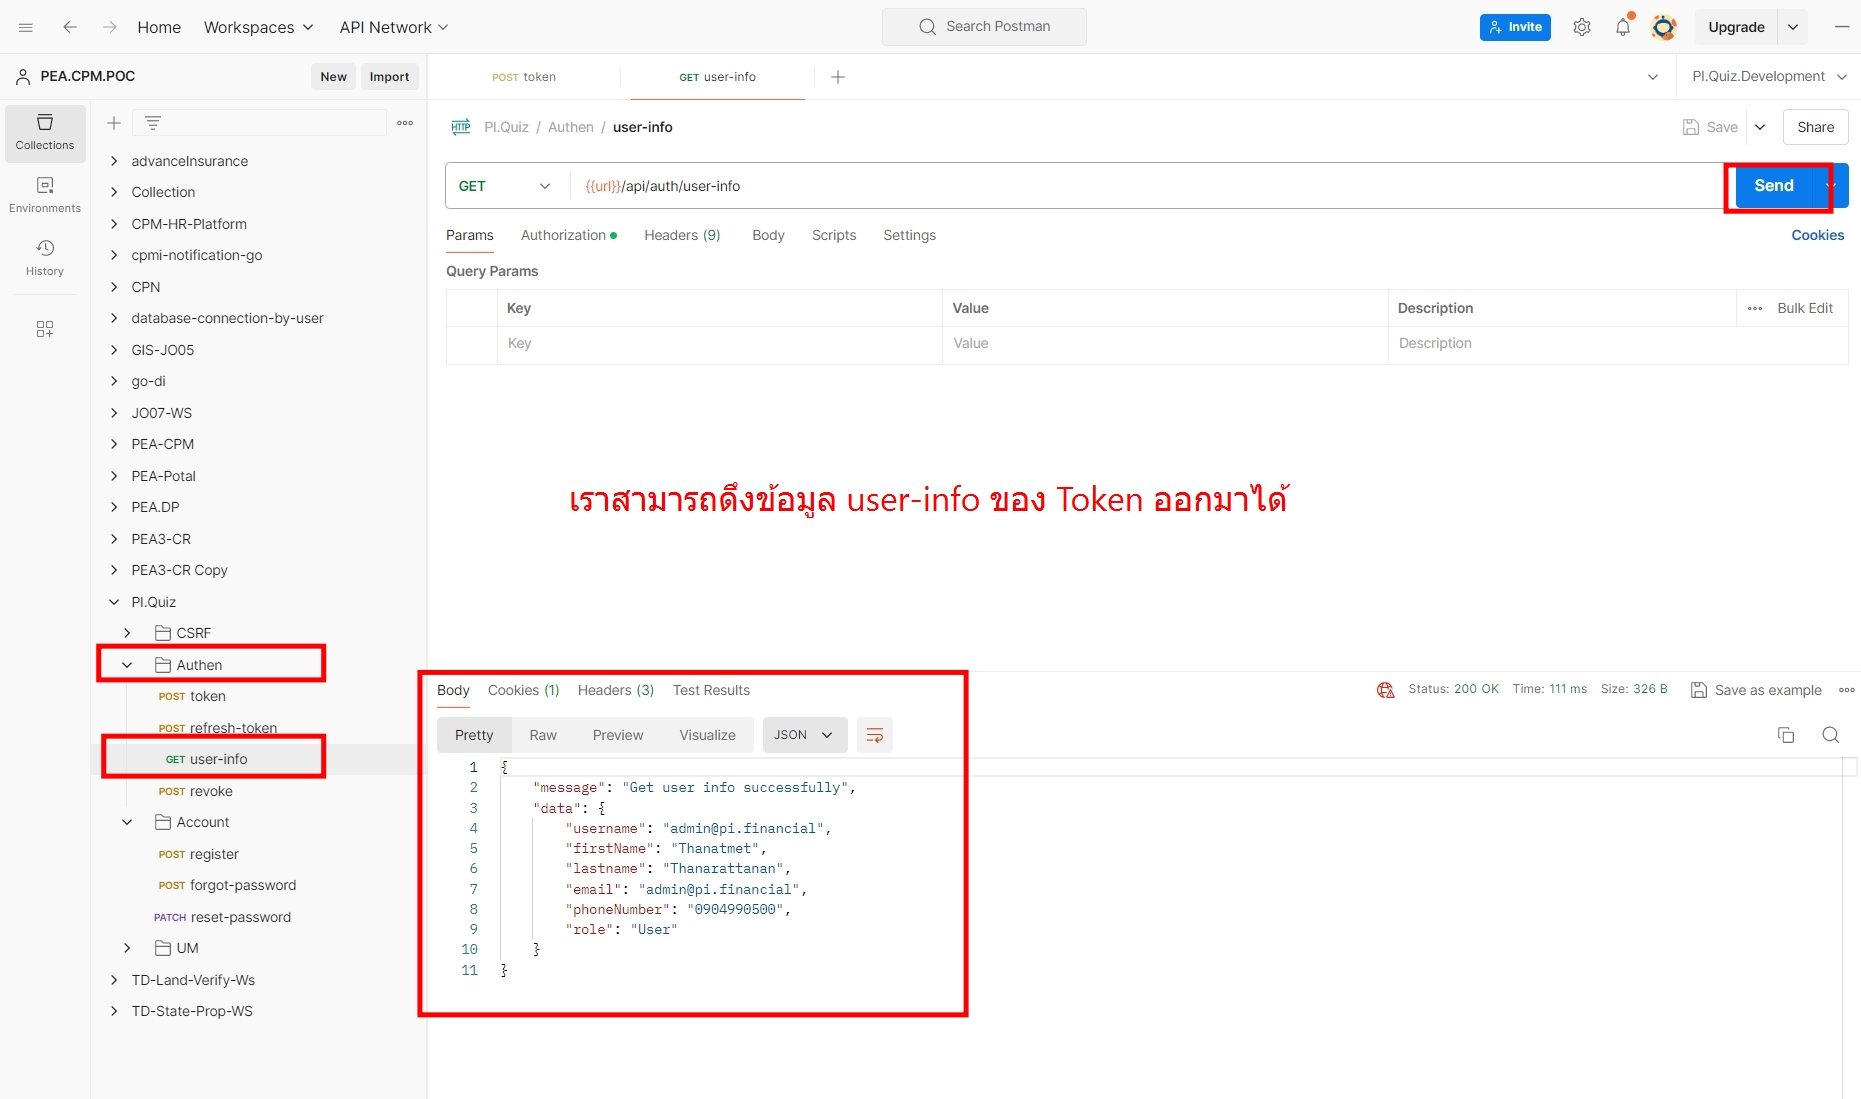 Home Workspaces API Network Search Postman Invite Upgrade
PEA.CPM.POC New Import
POST token GET user-info PI.Quiz.Development
Collections
Environments
History
advanceInsurance
Collection
CPM-HR-Platform
cpmi-notification-go
CPN
database-connection-by-user
GIS-JO05
go-di
JO07-WS
PEA-CPM
PEA-Potal
PEA.DP
PEA3-CR
PEA3-CR Copy
PI.Quiz
CSRF
Authen
POST token
POST refresh-token
GET user-info
POST revoke
Account
POST register
POST forgot-password
PATCH reset-password
UM
TD-Land-Verify-Ws
TD-State-Prop-WS
HTTP PI.Quiz / Authen / user-info Save Share
GET {{url}}/api/auth/user-info Send
Params Authorization Headers (9) Body Scripts Settings Cookies
Query Params
Key Value Description Bulk Edit
Key Value Description
เราสามารถดึงข้อมูล user-info ของ Token ออกมาได้
Body Cookies (1) Headers (3) Test Results Status: 200 OK Time: 111 ms Size: 326 B Save as example
Pretty Raw Preview Visualize JSON
1 {
2 "message": "Get user info successfully",
3 "data": {
4 "username": "admin@pi.financial",
5 "firstName": "Thanatmet",
6 "lastname": "Thanarattanan",
7 "email": "admin@pi.financial",
8 "phoneNumber": "0904990500",
9 "role": "User"
10 }
11 }